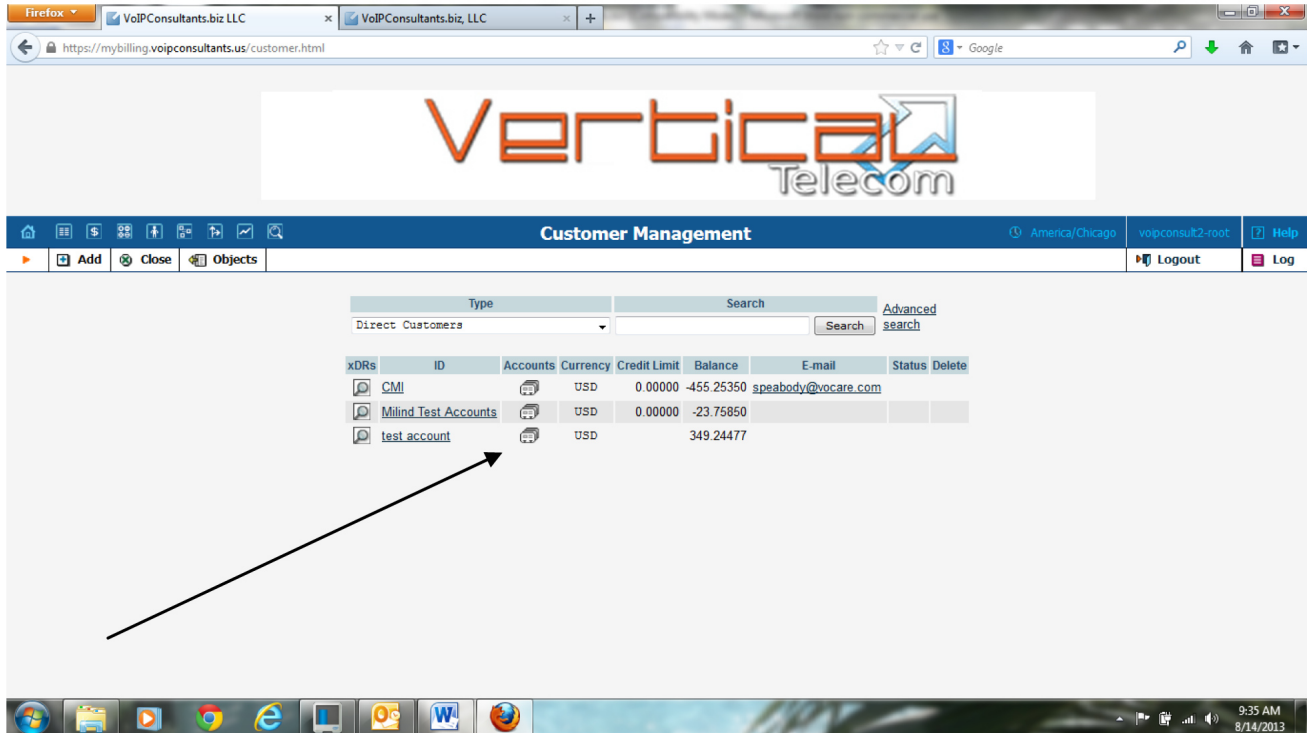 Firefox
VoIPConsultants.biz LLC
VoIPConsultants.biz, LLC
https://mybilling.voipconsultants.us/customer.html
Google
Vertical
Telecom
Customer Management
America/Chicago
voipconsult2-root
Help
Add Close Objects
Logout
Log
Type Search
Advanced search
Direct Customers
Search
xDRs ID Accounts Currency Credit Limit Balance E-mail Status Delete
CMI USD 0.00000 -455.25350 speabody@vocare.com
Milind Test Accounts USD 0.00000 -23.75850
test account USD 349.24477
9:35 AM
8/14/2013